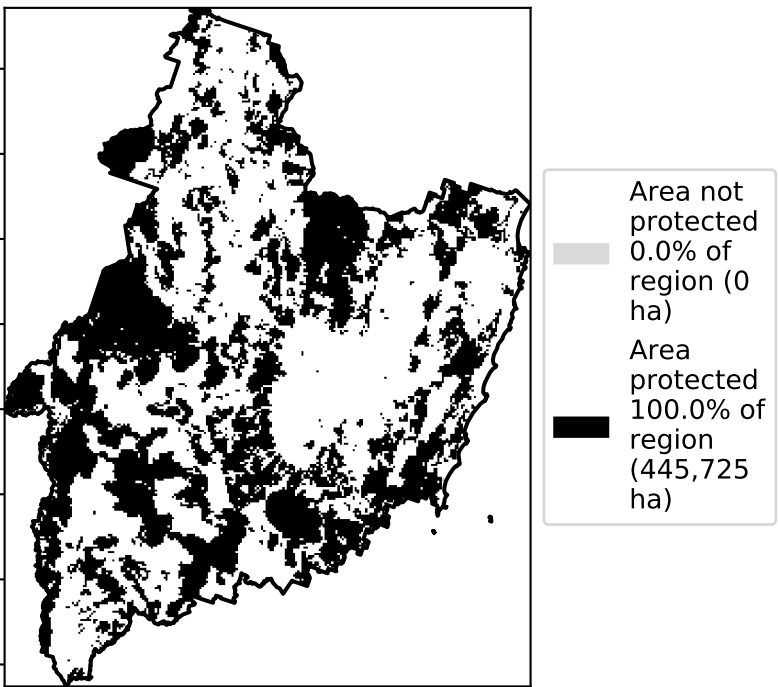 Area not
protected
0.0% of
region (0
ha)
Area
protected
100.0% of
region
(445,725
ha)